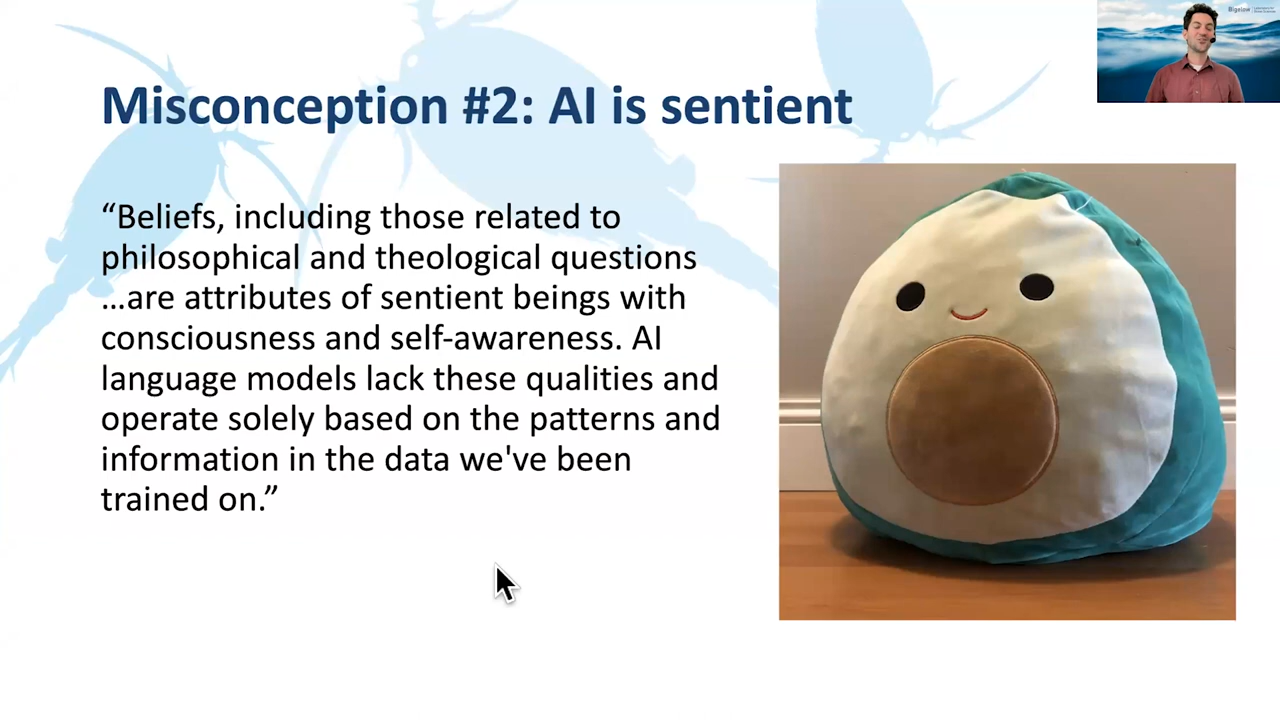 Misconception #2: AI is sentient
“Beliefs, including those related to
philosophical and theological questions
…are attributes of sentient beings with
consciousness and self-awareness. AI
language models lack these qualities and
operate solely based on the patterns and
information in the data we've been
trained on.”
Bigelow